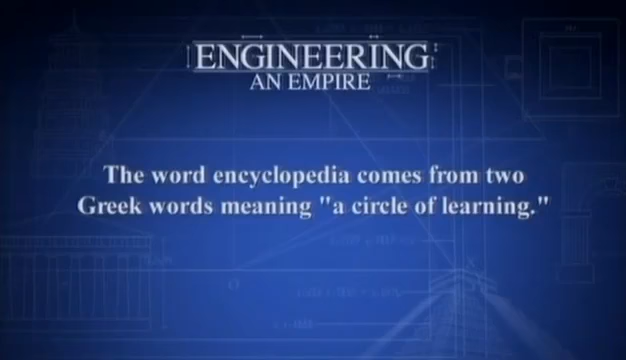 ENGINEERING
AN EMPIRE
The word encyclopedia comes from two
Greek words meaning "a circle of learning."